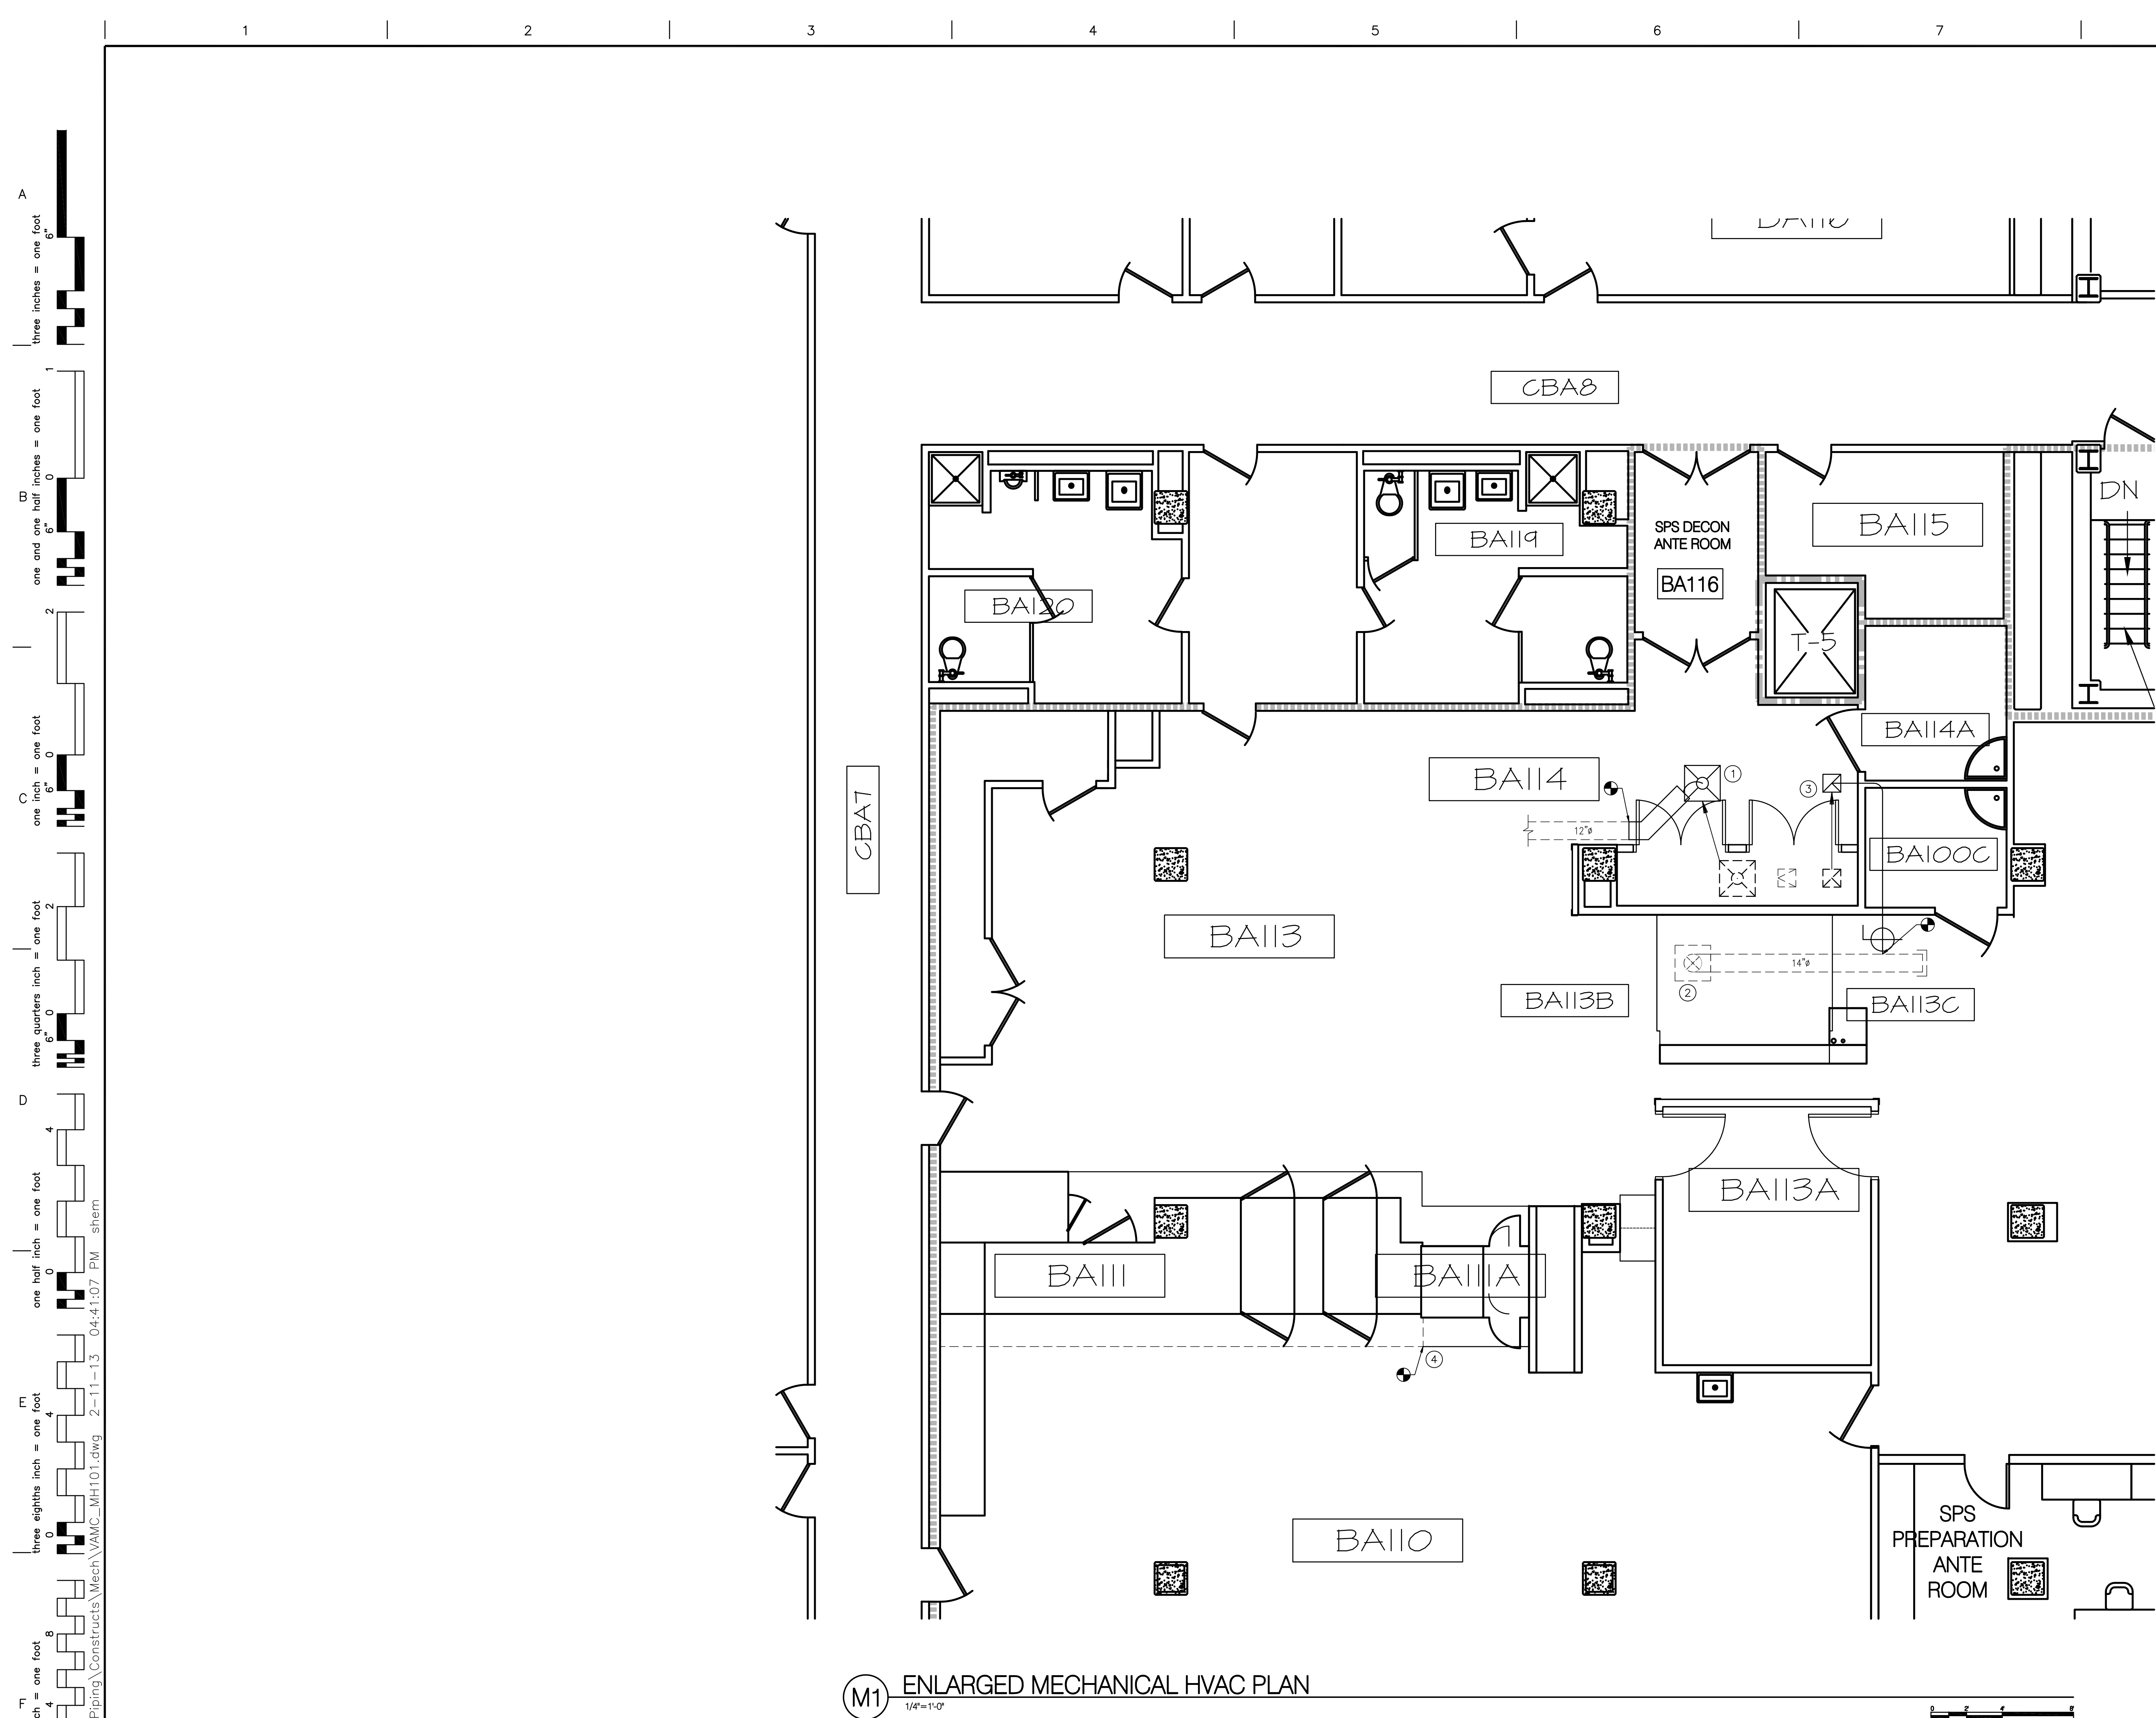 1 2 3 4 5 6 7
A
three inches = one foot
6"
B
one and one half inches = one foot
1
0
6"
C
one inch = one foot
2
0
6"
three quarters inch = one foot
2
0
6"
D
one half inch = one foot
4
0
E
three eighths inch = one foot
4
0
F
ch = one foot
8
4
Piping\Constructs\Mech\VAMC_MH101.dwg 2-11-13 04:41:07 PM shem
CBA8
DN
SPS DECON
ANTE ROOM
BA116
BA115
BA119
BA120
T-5
BA114A
BA114
1
3
CBA7
12"ø
BA100C
BA113
14"ø
2
BA113B
BA113C
BA113A
BA111
BA111A
4
BA110
SPS
PREPARATION
ANTE
ROOM
M1
ENLARGED MECHANICAL HVAC PLAN
1/4"=1'-0"
0 2' 4' 8'